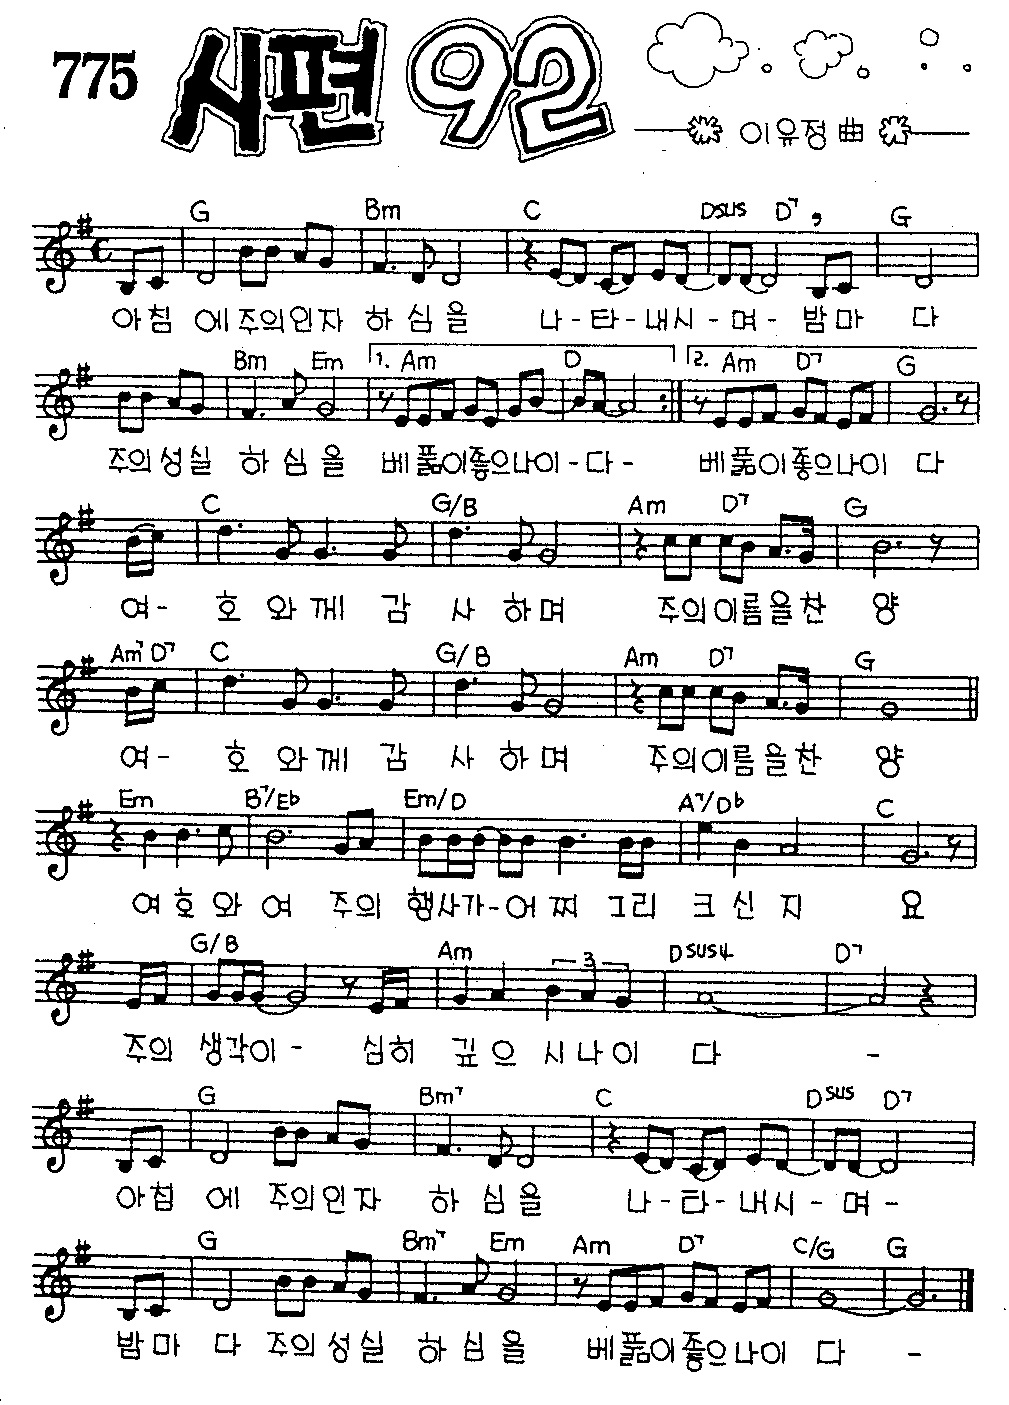 775 시편 92
이유정 曲
G Bm C Dsus D7 G
아침 에주의인자 하심을 나-타-내시-며- 밤마 다
Bm Em 1. Am D 2. Am D7 G
주의성실 하심을 베풂이좋으나이-다- 베풂이좋으나이 다
C G/B Am D7 G
여- 호와께 감 사하며 주의이름을찬 양
Am7 D7 C G/B Am D7 G
여- 호와께 감 사하며 주의이름을찬 양
Em B7/Eb Em/D A7/Db C
여호와여 주의 행사가-어찌 그리 크신지 요
G/B Am 3 Dsus4 D7
주의 생각이- 심히 깊으시나이 다 -
G Bm7 C Dsus D7
아침 에 주의인자 하심을 나-타-내시-며-
G Bm7 Em Am D7 C/G G
밤마 다 주의성실 하심을 베풂이좋으나이 다 -